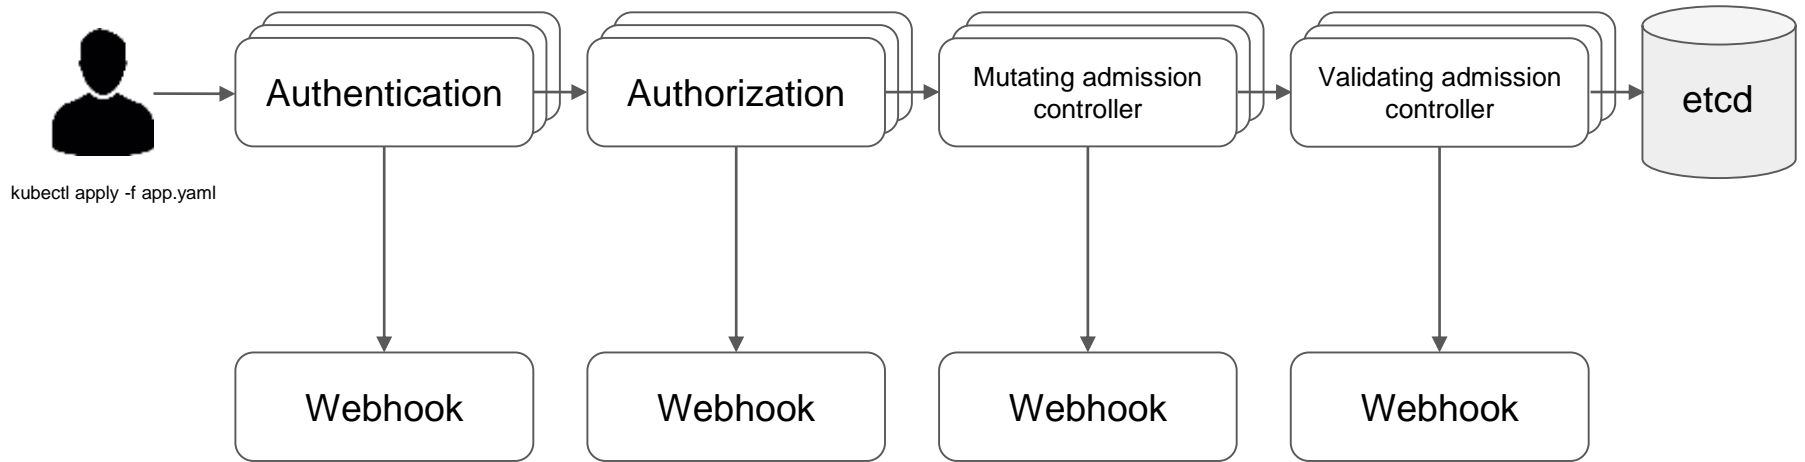 Authentication
Authorization
Mutating admission
controller
Validating admission
controller
etcd
kubectl apply -f app.yaml
Webhook
Webhook
Webhook
Webhook